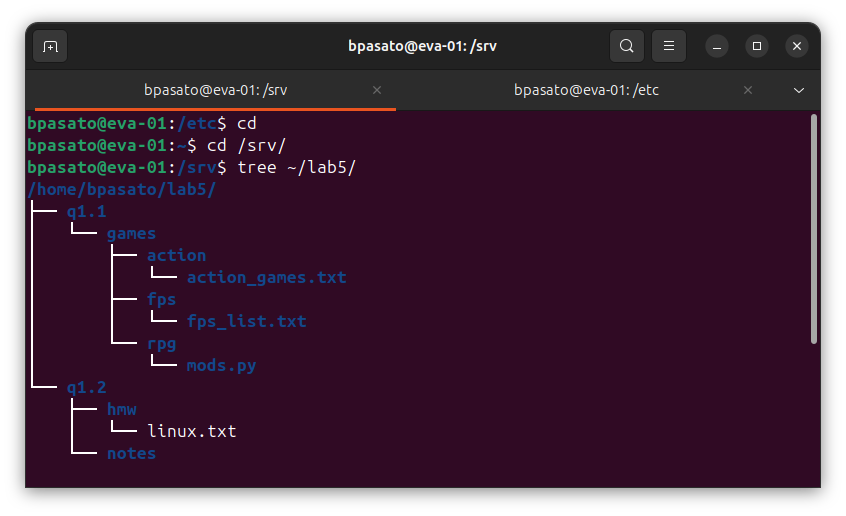 bpasato@eva-01: /srv
bpasato@eva-01: /srv
bpasato@eva-01: /etc
bpasato@eva-01:/etc$ cd
bpasato@eva-01:~$ cd /srv/
bpasato@eva-01:/srv$ tree ~/lab5/
/home/bpasato/lab5/
├── q1.1
│   └── games
│       ├── action
│       │   └── action_games.txt
│       ├── fps
│       │   └── fps_list.txt
│       └── rpg
│           └── mods.py
└── q1.2
    ├── hmw
    │   └── linux.txt
    └── notes